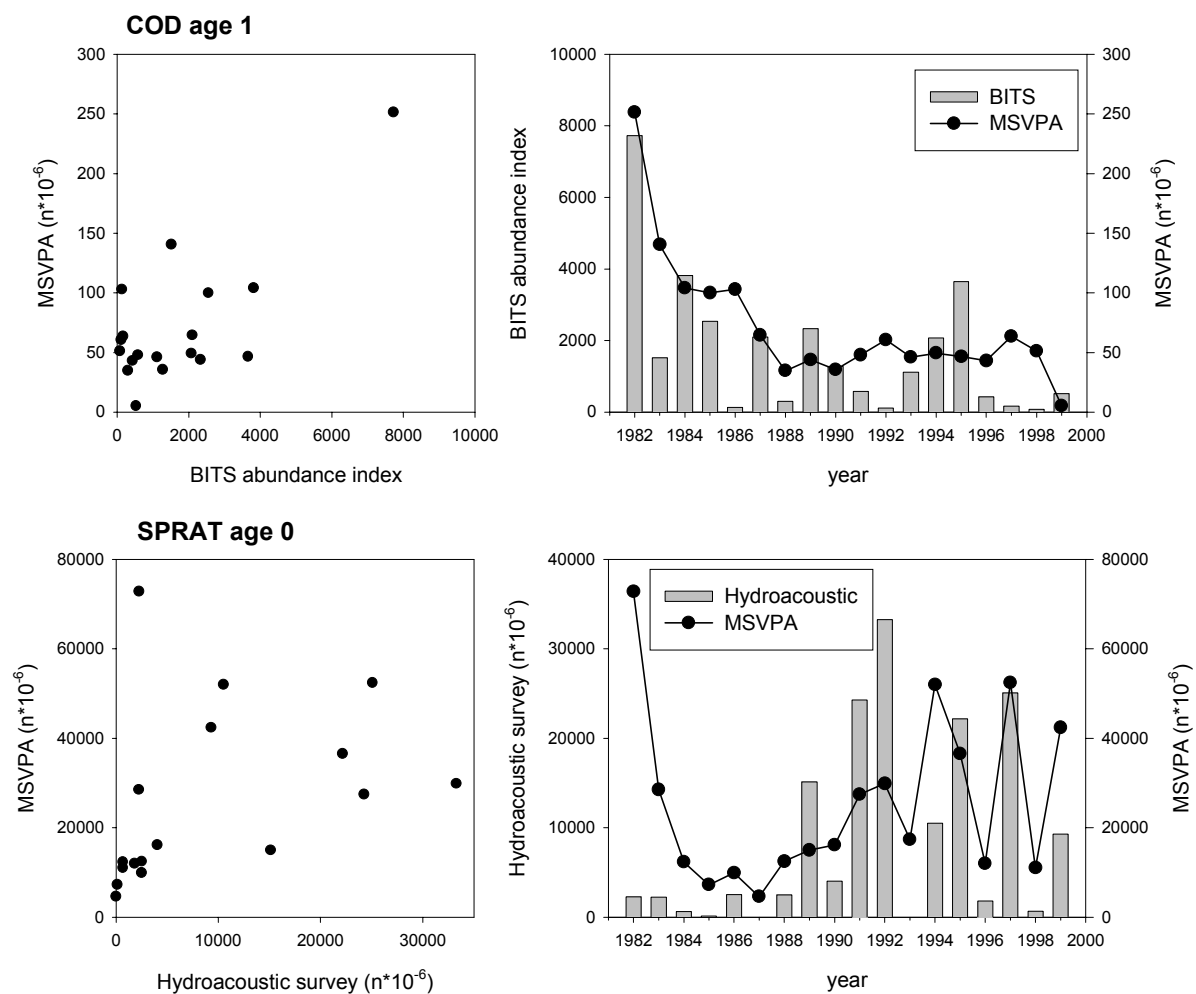 COD age 1
300
250
200
150
100
50
0
MSVPA (n*10-6)
0 2000 4000 6000 8000 10000
BITS abundance index
10000
8000
6000
4000
2000
0
BITS abundance index
BITS
MSVPA
300
250
200
150
100
50
0
MSVPA (n*10-6)
1982 1984 1986 1988 1990 1992 1994 1996 1998 2000
year
SPRAT age 0
80000
60000
40000
20000
0
MSVPA (n*10-6)
0 10000 20000 30000
Hydroacoustic survey (n*10-6)
40000
30000
20000
10000
0
Hydroacoustic survey (n*10-6)
Hydroacoustic
MSVPA
80000
60000
40000
20000
0
MSVPA (n*10-6)
1982 1984 1986 1988 1990 1992 1994 1996 1998 2000
year